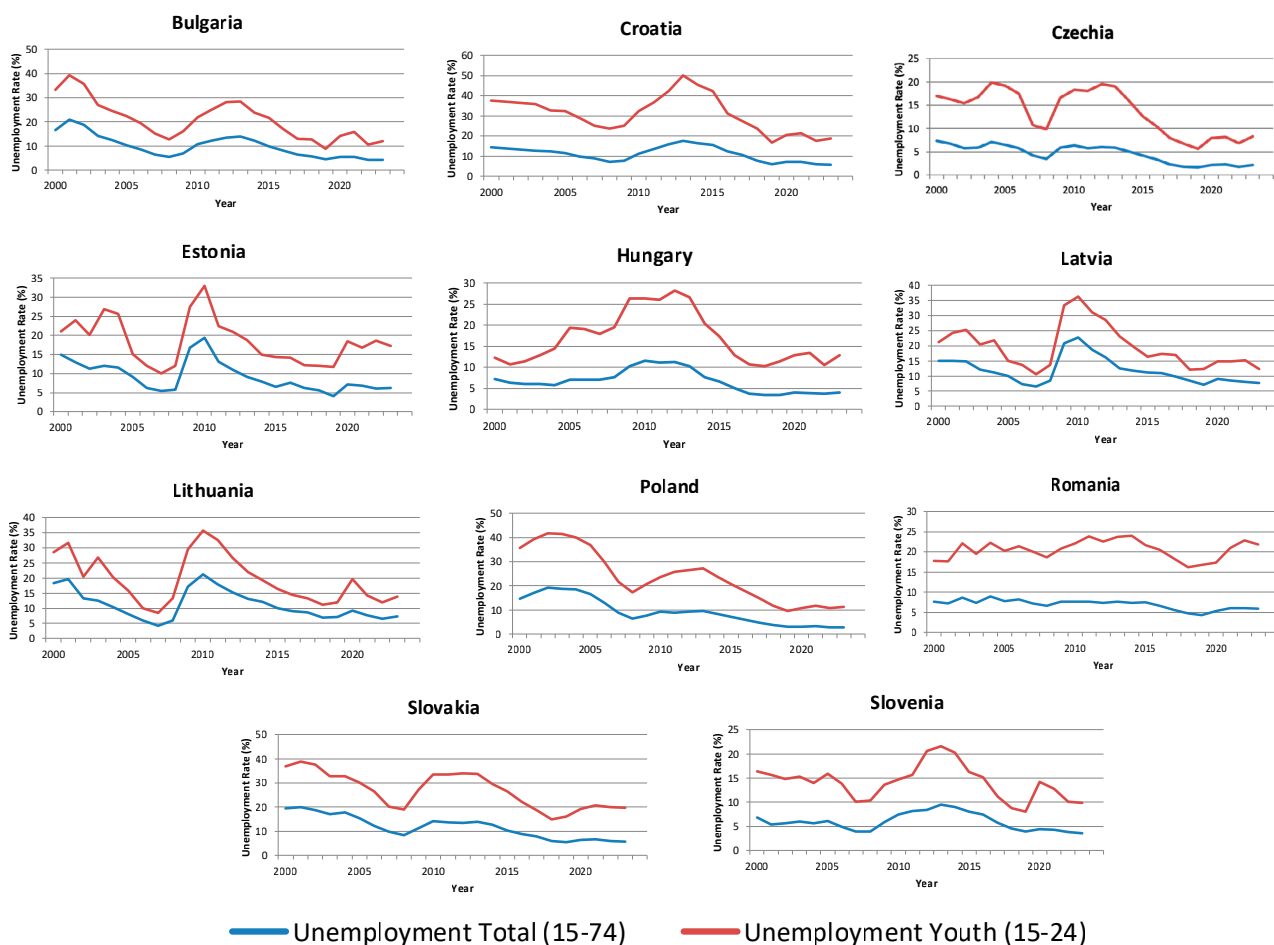 Bulgaria
Unemployment Rate (%)
50
40
30
20
10
0
2000 2005 2010 2015 2020
Year
Croatia
Unemployment Rate (%)
60
50
40
30
20
10
0
2000 2005 2010 2015 2020
Year
Czechia
Unemployment Rate (%)
25
20
15
10
5
0
2000 2005 2010 2015 2020
Year
Estonia
Unemployment Rate (%)
35
30
25
20
15
10
5
0
2000 2005 2010 2015 2020
Year
Hungary
Unemployment Rate (%)
30
25
20
15
10
5
0
2000 2005 2010 2015 2020
Year
Latvia
Unemployment Rate (%)
40
35
30
25
20
15
10
5
0
2000 2005 2010 2015 2020
Year
Lithuania
Unemployment Rate (%)
40
35
30
25
20
15
10
5
0
2000 2005 2010 2015 2020
Year
Poland
Unemployment Rate (%)
50
40
30
20
10
0
2000 2005 2010 2015 2020
Year
Romania
Unemployment Rate (%)
30
25
20
15
10
5
0
2000 2005 2010 2015 2020
Year
Slovakia
Unemployment Rate (%)
50
40
30
20
10
0
2000 2005 2010 2015 2020
Year
Slovenia
Unemployment Rate (%)
25
20
15
10
5
0
2000 2005 2010 2015 2020
Year
Unemployment Total (15-74) Unemployment Youth (15-24)